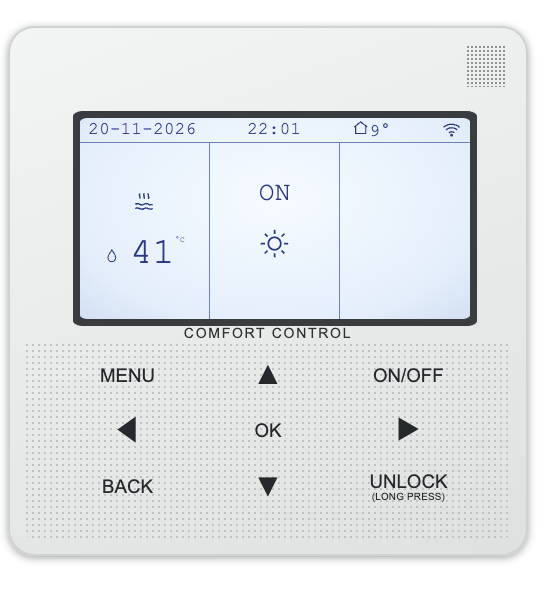 20-11-2026 22:01 9°
ON
41 °C
COMFORT CONTROL
MENU ON/OFF
OK
BACK UNLOCK
(LONG PRESS)